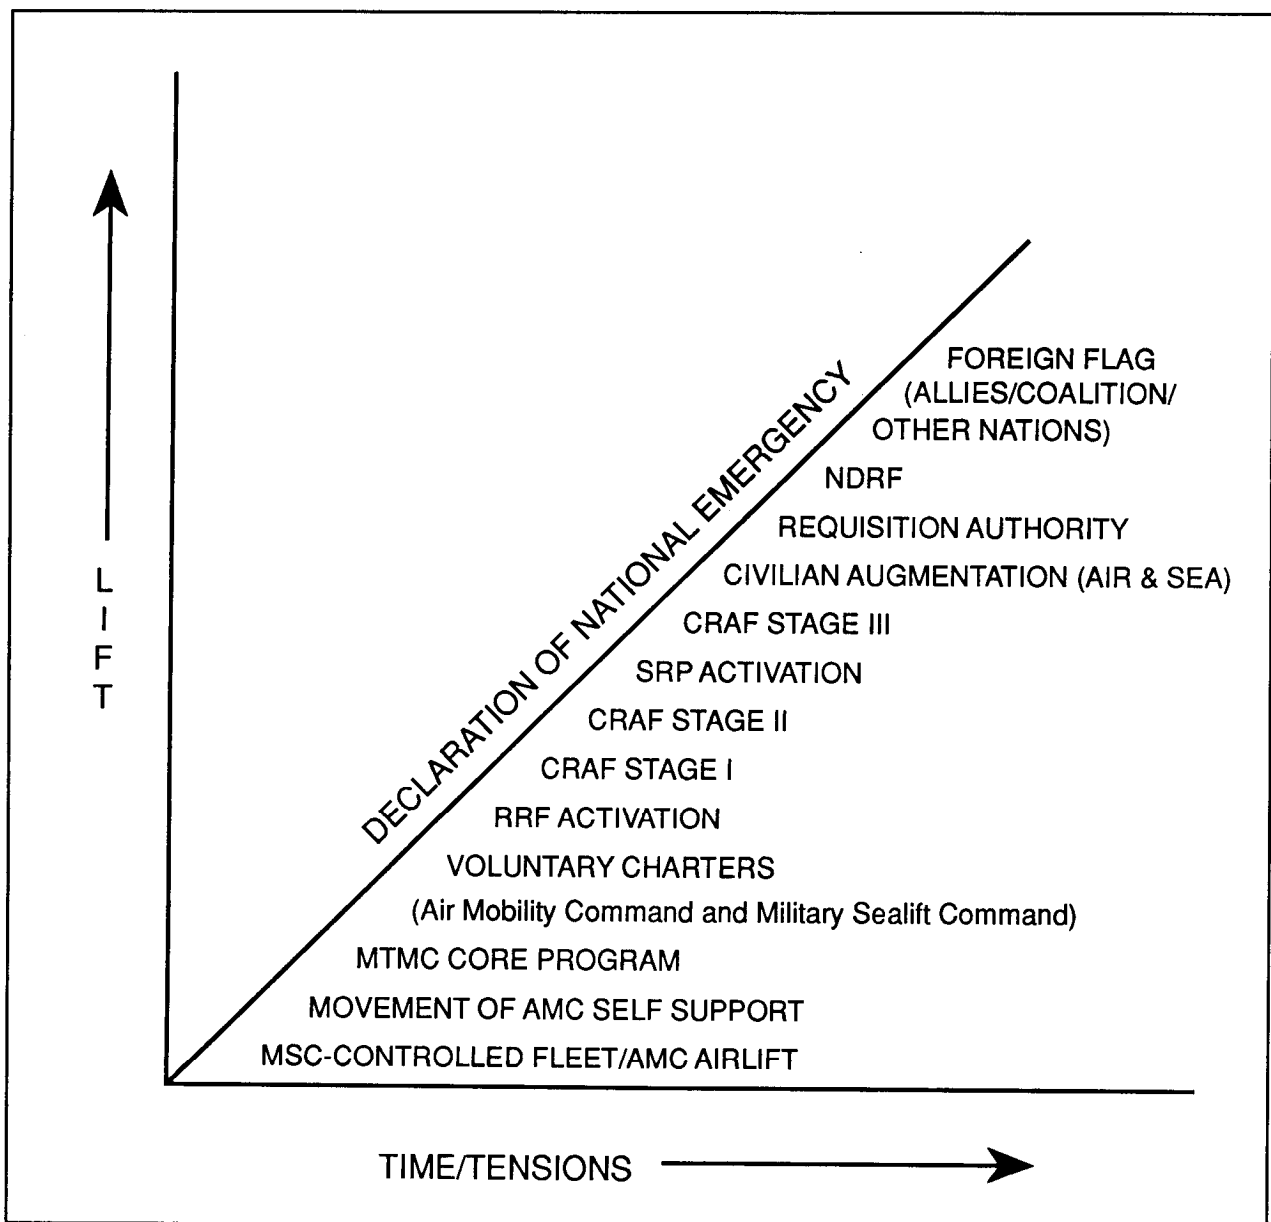 FOREIGN FLAG
(ALLIES/COALITION/
OTHER NATIONS)
NDRF
REQUISITION AUTHORITY
CIVILIAN AUGMENTATION (AIR & SEA)
CRAF STAGE III
SRP ACTIVATION
CRAF STAGE II
CRAF STAGE I
RRF ACTIVATION
VOLUNTARY CHARTERS
(Air Mobility Command and Military Sealift Command)
MTMC CORE PROGRAM
MOVEMENT OF AMC SELF SUPPORT
MSC-CONTROLLED FLEET/AMC AIRLIFT
DECLARATION OF NATIONAL EMERGENCY
LIFT
TIME/TENSIONS